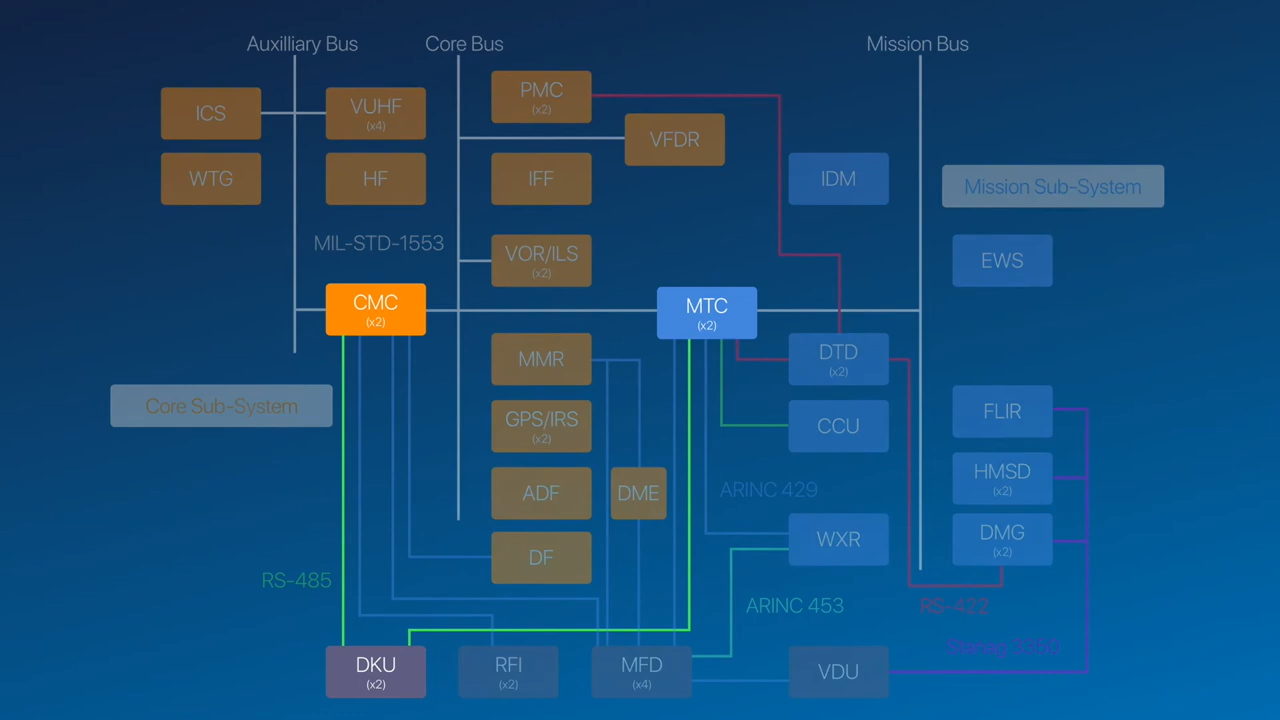 Auxilliary Bus
Core Bus
Mission Bus
ICS
VUHF
(x4)
PMC
(x2)
VFDR
WTG
HF
IFF
IDM
Mission Sub-System
MIL-STD-1553
VOR/ILS
(x2)
EWS
CMC
(x2)
MTC
(x2)
MMR
DTD
(x2)
Core Sub-System
GPS/IRS
(x2)
CCU
FLIR
ADF
DME
ARINC 429
HMSD
(x2)
DF
WXR
DMG
(x2)
RS-485
ARINC 453
RS-422
Stanag 3350
DKU
(x2)
RFI
(x2)
MFD
(x4)
VDU